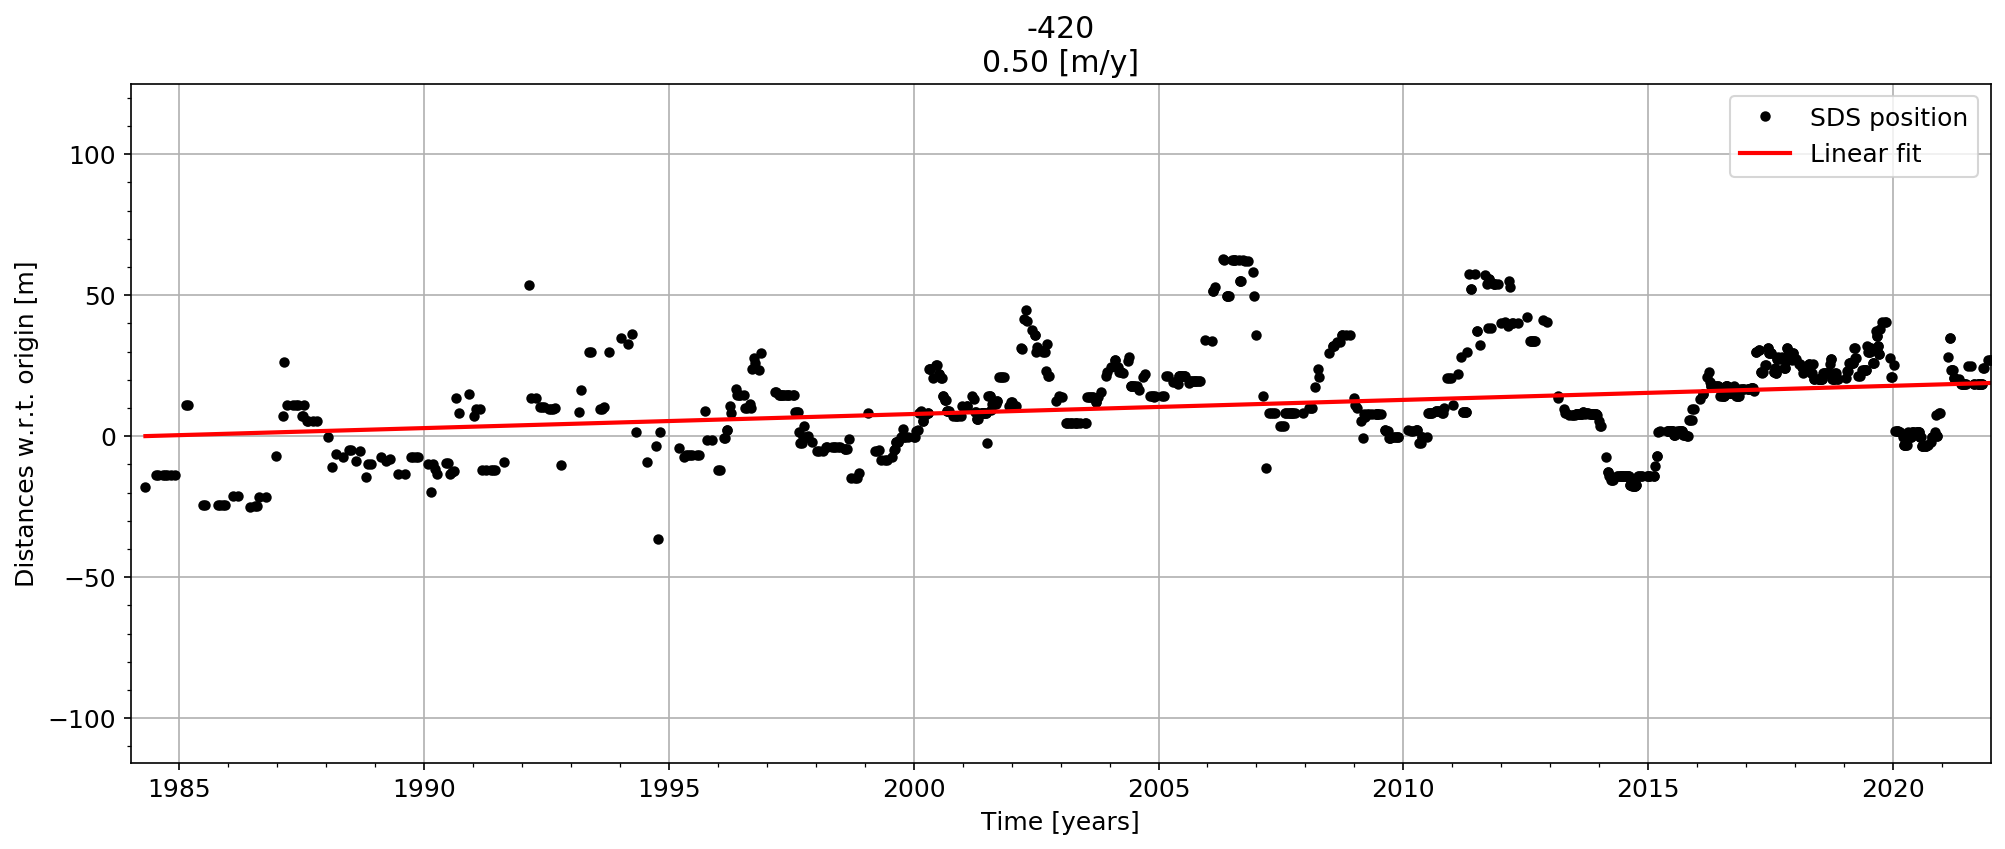 -420
0.50 [m/y]
SDS position
Linear fit
Distances w.r.t. origin [m]
100
50
0
−50
−100
1985 1990 1995 2000 2005 2010 2015 2020
Time [years]